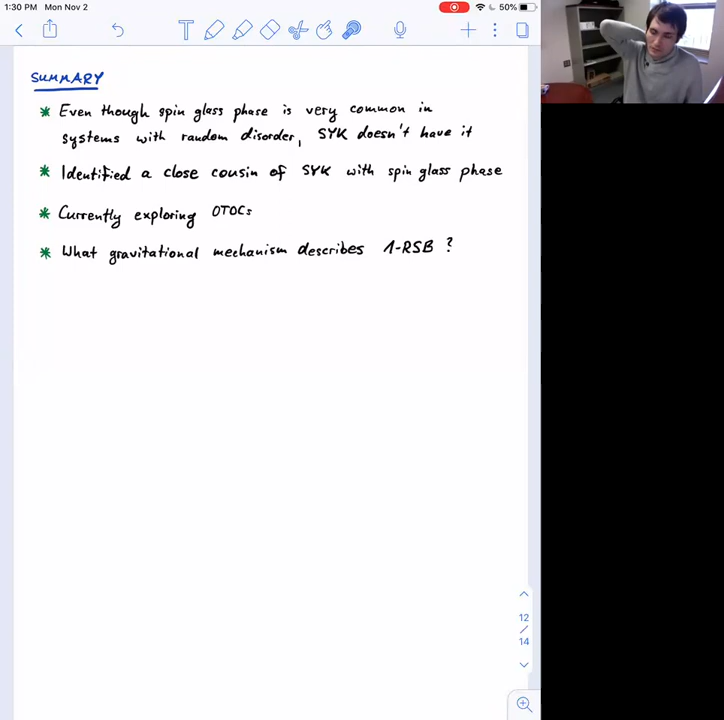 1:30 PM Mon Nov 2
50%
SUMMARY
* Even though spin glass phase is very common in
systems with random disorder, SYK doesn't have it
* Identified a close cousin of SYK with spin glass phase
* Currently exploring OTOCs
* What gravitational mechanism describes 1-RSB ?
12
/
14